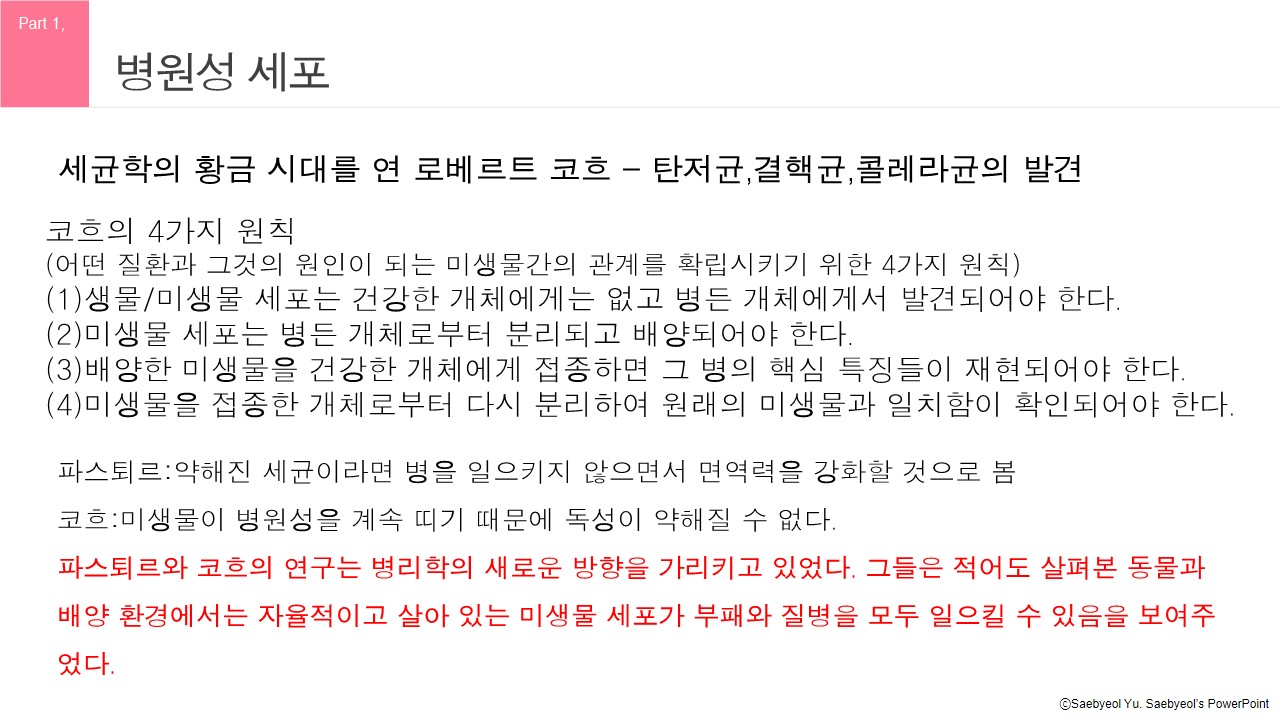 Part 1,
병원성 세포
세균학의 황금 시대를 연 로베르트 코흐 – 탄저균,결핵균,콜레라균의 발견
코흐의 4가지 원칙
(어떤 질환과 그것의 원인이 되는 미생물간의 관계를 확립시키기 위한 4가지 원칙)
(1)생물/미생물 세포는 건강한 개체에게는 없고 병든 개체에게서 발견되어야 한다.
(2)미생물 세포는 병든 개체로부터 분리되고 배양되어야 한다.
(3)배양한 미생물을 건강한 개체에게 접종하면 그 병의 핵심 특징들이 재현되어야 한다.
(4)미생물을 접종한 개체로부터 다시 분리하여 원래의 미생물과 일치함이 확인되어야 한다.
파스퇴르:약해진 세균이라면 병을 일으키지 않으면서 면역력을 강화할 것으로 봄
코흐:미생물이 병원성을 계속 띠기 때문에 독성이 약해질 수 없다.
파스퇴르와 코흐의 연구는 병리학의 새로운 방향을 가리키고 있었다. 그들은 적어도 살펴본 동물과
배양 환경에서는 자율적이고 살아 있는 미생물 세포가 부패와 질병을 모두 일으킬 수 있음을 보여주
었다.
ⓒSaebyeol Yu. Saebyeol's PowerPoint